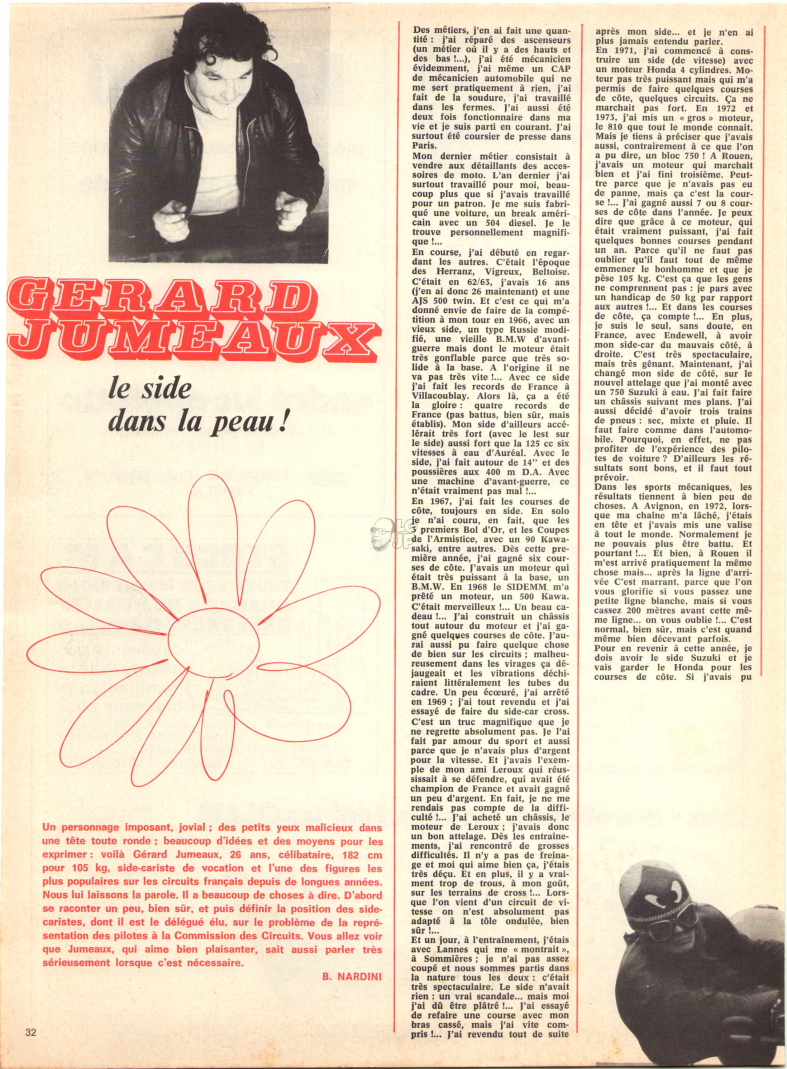 GERARD
JUMEAUX
le side
dans la peau !
Un personnage imposant, jovial ; des petits yeux malicieux dans
une tête toute ronde ; beaucoup d'idées et des moyens pour les
exprimer : voilà Gérard Jumeaux, 26 ans, célibataire, 182 cm
pour 105 kg, side-cariste de vocation et l'une des figures les
plus populaires sur les circuits français depuis de longues années.
Nous lui laissons la parole. Il a beaucoup de choses à dire. D'abord
se raconter un peu, bien sûr, et puis définir la position des side-
caristes, dont il est le délégué élu, sur le problème de la repré-
sentation des pilotes à la Commission des Circuits. Vous allez voir
que Jumeaux, qui aime bien plaisanter, sait aussi parler très
sérieusement lorsque c'est nécessaire.
B. NARDINI
32
Des métiers, j'en ai fait une quan-
tité : j'ai réparé des ascenseurs
(un métier où il y a des hauts et
des bas !...), j'ai été mécanicien
évidemment, j'ai même un CAP
de mécanicien automobile qui ne
me sert pratiquement à rien, j'ai
fait de la soudure, j'ai travaillé
dans les fermes. J'ai aussi été
deux fois fonctionnaire dans ma
vie et je suis parti en courant. J'ai
surtout été coursier de presse dans
Paris.
Mon dernier métier consistait à
vendre aux détaillants des acces-
soires de moto. L'an dernier j'ai
surtout travaillé pour moi, beau-
coup plus que si j'avais travaillé
pour un patron. Je me suis fabri-
qué une voiture, un break améri-
cain avec un 504 diesel. Je le
trouve personnellement magnifi-
que !...
En course, j'ai débuté en regar-
dant les autres. C'était l'époque
des Herranz, Vigreux, Beltoise.
C'était en 62/63, j'avais 16 ans
(j'en ai donc 26 maintenant) et une
AJS 500 twin. Et c'est ce qui m'a
donné envie de faire de la compé-
tition à mon tour en 1966, avec un
vieux side, un type Russie modi-
fié, une vieille B.M.W d'avant-
guerre mais dont le moteur était
très gonflable parce que très so-
lide à la base. A l'origine il ne
va pas très vite !... Avec ce side
j'ai fait les records de France à
Villacoublay. Alors là, ça a été
la gloire : quatre records de
France (pas battus, bien sûr, mais
établis). Mon side d'ailleurs accé-
lérait très fort (avec le lest sur
le side) aussi fort que la 125 cc six
vitesses à d'Auréal. Avec le
side, j'ai fait autour de 14" et des
poussières aux 400 m D.A. Avec
une machine d'avant-guerre, ce
n'était vraiment pas mal !...
En 1967, j'ai fait les courses de
côte, toujours en side. En solo
je n'ai couru, en fait, que les
3 premiers Bol d'Or, et les Coupes
de l'Armistice, avec un 90 Kawa-
saki, entre autres. Dès cette pre-
mière année, j'ai gagné six cour-
ses de côte. J'avais un moteur qui
était très puissant à la base, un
B.M.W. En 1968 le SIDEMM m'a
prêté un moteur, un 500 Kawa.
C'était merveilleux !... Un beau ca-
deau !... J'ai construit un châssis
tout autour du moteur et j'ai ga-
gné quelques courses de côte. J'au-
rai aussi pu faire quelque chose
de bien sur les circuits ; malheu-
reusement dans les virages ça dé-
jaugeait et les vibrations déchi-
raient littéralement les tubes du
cadre. Un peu écœuré, j'ai arrêté
en 1969 ; j'ai tout revendu et j'ai
essayé de faire du side-car cross.
C'est un truc magnifique que je
ne regrette absolument pas. Je l'ai
fait par amour du sport et aussi
parce que je n'avais plus d'argent
pour la vitesse. Et j'avais l'exem-
ple de mon ami Leroux qui réus-
sissait à se défendre, qui avait été
champion de France et avait gagné
un peu d'argent. En fait, je ne me
rendais pas compte de la diffi-
culté !... J'ai acheté un châssis, le
moteur de Leroux ; j'avais donc
un bon attelage. Dès les entraîne-
ments, j'ai rencontré de grosses
difficultés. Il n'y a pas de freina-
ge et moi qui aime bien ça, j'étais
très déçu. Et en plus, il y a vrai-
ment trop de trous, à mon goût,
sur les terrains de cross !... Lors-
que l'on vient d'un circuit de vi-
tesse on n'est absolument pas
adapté à la tôle ondulée, bien
sûr !...
Et un jour, à l'entraînement, j'étais
avec Lannes qui me « montrait »,
à Sommières ; je n'ai pas assez
coupé et nous sommes partis dans
la nature tous les deux : c'était
très spectaculaire. Le side n'avait
rien : un vrai scandale... mais moi
j'ai dû être plâtré !... J'ai essayé
de refaire une course avec mon
bras cassé, mais j'ai vite com-
pris !... J'ai revendu tout de suite
après mon side... et je n'en ai
plus jamais entendu parler.
En 1971, j'ai commencé à cons-
truire un side (de vitesse) avec
un moteur Honda 4 cylindres. Mo-
teur pas très puissant mais qui m'a
permis de faire quelques courses
de côte, quelques circuits. Ça ne
marchait pas fort. En 1972 et
1973, j'ai mis un « gros » moteur,
le 810 que tout le monde connaît.
Mais je tiens à préciser que j'avais
aussi, contrairement à ce que l'on
a pu dire, un bloc 750 ! A Rouen,
j'avais un moteur qui marchait
bien et j'ai fini troisième. Peut-
tre parce que je n'avais pas eu
de panne, mais ça c'est la cour-
se !... J'ai gagné aussi 7 ou 8 cour-
ses de côte dans l'année. Je peux
dire que grâce à ce moteur, qui
était vraiment puissant, j'ai fait
quelques bonnes courses pendant
un an. Parce qu'il ne faut pas
oublier qu'il faut tout de même
emmener le bonhomme et que je
pèse 105 kg. C'est ça que les gens
ne comprennent pas : je pars avec
un handicap de 50 kg par rapport
aux autres !... Et dans les courses
de côte, ça compte !... En plus,
je suis le seul, sans doute, en
France, avec Endewell, à avoir
mon side-car du mauvais côté, à
droite. C'est très spectaculaire,
mais très gênant. Maintenant, j'ai
changé mon side de côté, sur le
nouvel attelage que j'ai monté avec
un 750 Suzuki à eau. J'ai fait faire
un châssis suivant mes plans. J'ai
aussi décidé d'avoir trois trains
de pneus : sec, mixte et pluie. Il
faut faire comme dans l'automo-
bile. Pourquoi, en effet, ne pas
profiter de l'expérience des pilo-
tes de voiture ? D'ailleurs les ré-
sultats sont bons, et il faut tout
prévoir.
Dans les sports mécaniques, les
résultats tiennent à bien peu de
choses. A Avignon, en 1972, lors-
que ma chaîne m'a lâché, j'étais
en tête et j'avais mis une valise
à tout le monde. Normalement je
ne pouvais plus être battu. Et
pourtant !... Et bien, à Rouen il
m'est arrivé pratiquement la même
chose mais... après la ligne d'arri-
vée C'est marrant, parce que l'on
vous glorifie si vous passez une
petite ligne blanche, mais si vous
cassez 200 mètres avant cette mê-
me ligne... on vous oublie !... C'est
normal, bien sûr, mais c'est quand
même bien décevant parfois.
Pour en revenir à cette année, je
dois avoir le side Suzuki et je
vais garder le Honda pour les
courses de côte. Si j'avais pu